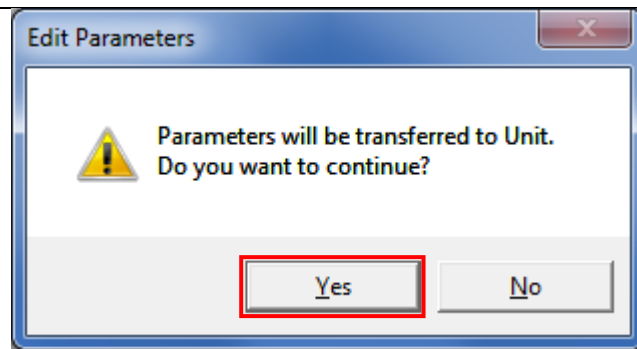 Edit Parameters
Parameters will be transferred to Unit.
Do you want to continue?
Yes
No